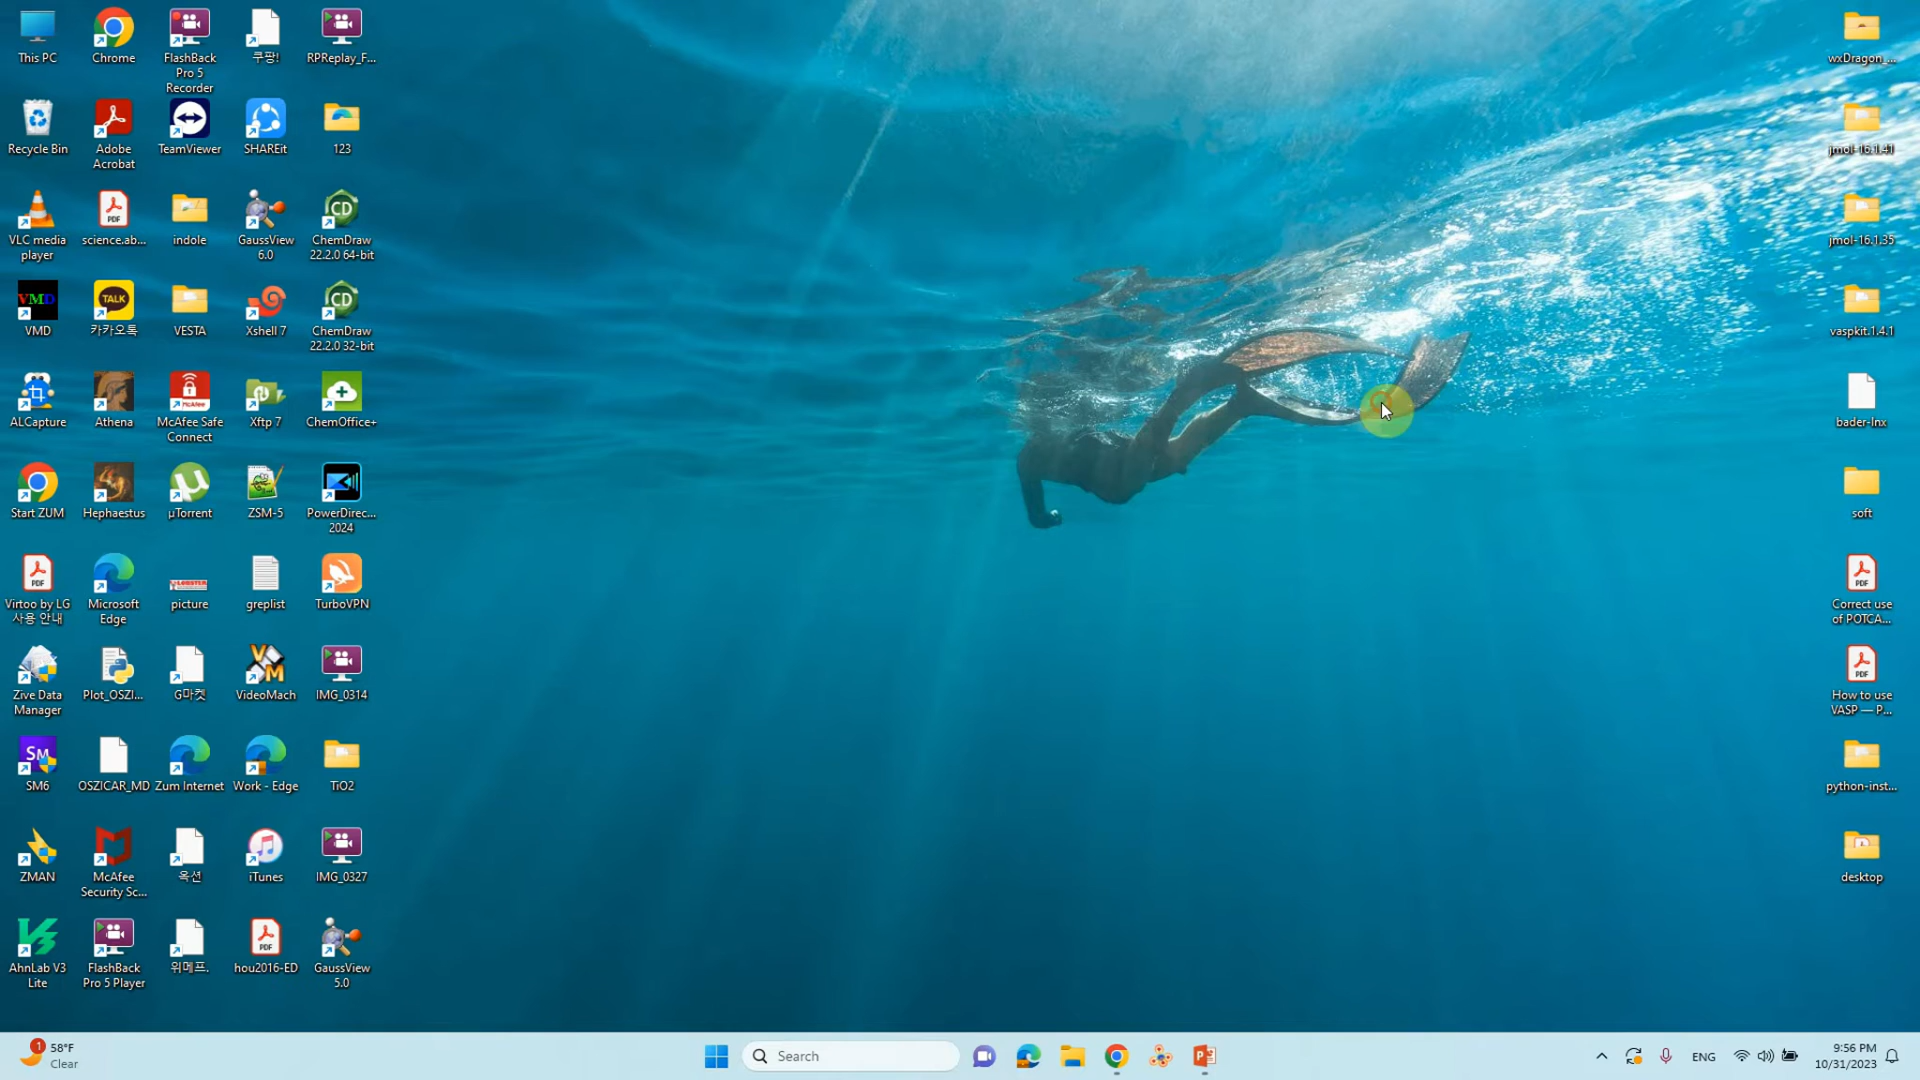 This PC
Chrome
FlashBack
Pro 5
Recorder
쿠팡!
RPReplay_F...
Recycle Bin
Adobe
Acrobat
TeamViewer
SHAREit
123
VLC media
player
science.ab...
indole
GaussView
6.0
ChemDraw
22.2.0 64-bit
VMD
카카오톡
VESTA
Xshell 7
ChemDraw
22.2.0 32-bit
ALCapture
Athena
McAfee Safe
Connect
Xftp 7
ChemOffice+
Start ZUM
Hephaestus
µTorrent
ZSM-5
PowerDirec...
2024
Virtoo by LG
사용 안내
Microsoft
Edge
picture
greplist
TurboVPN
Zive Data
Manager
Plot_OSZI...
G마켓
VideoMach
IMG_0314
SM6
OSZICAR_MD
Zum Internet
Work - Edge
TiO2
ZMAN
McAfee
Security Sc...
옥션
iTunes
IMG_0327
AhnLab V3
Lite
FlashBack
Pro 5 Player
위메프.
hou2016-ED
GaussView
5.0
wxDragon_...
jmol-16.1.41
jmol-16.1.35
vaspkit.1.4.1
bader-lnx
soft
Correct use
of POTCA...
How to use
VASP — P...
python-inst...
desktop
1
58°F
Clear
Search
ENG
9:56 PM
10/31/2023